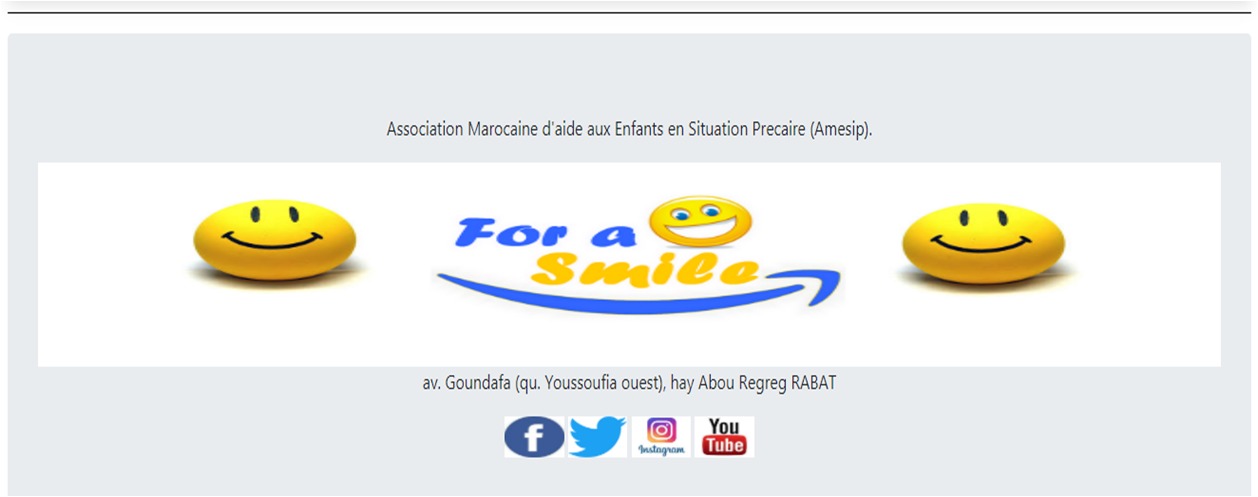 Association Marocaine d'aide aux Enfants en Situation Precaire (Amesip).
For a
Smile
av. Goundafa (qu. Youssoufia ouest), hay Abou Regreg RABAT
f Instagram You
Tube